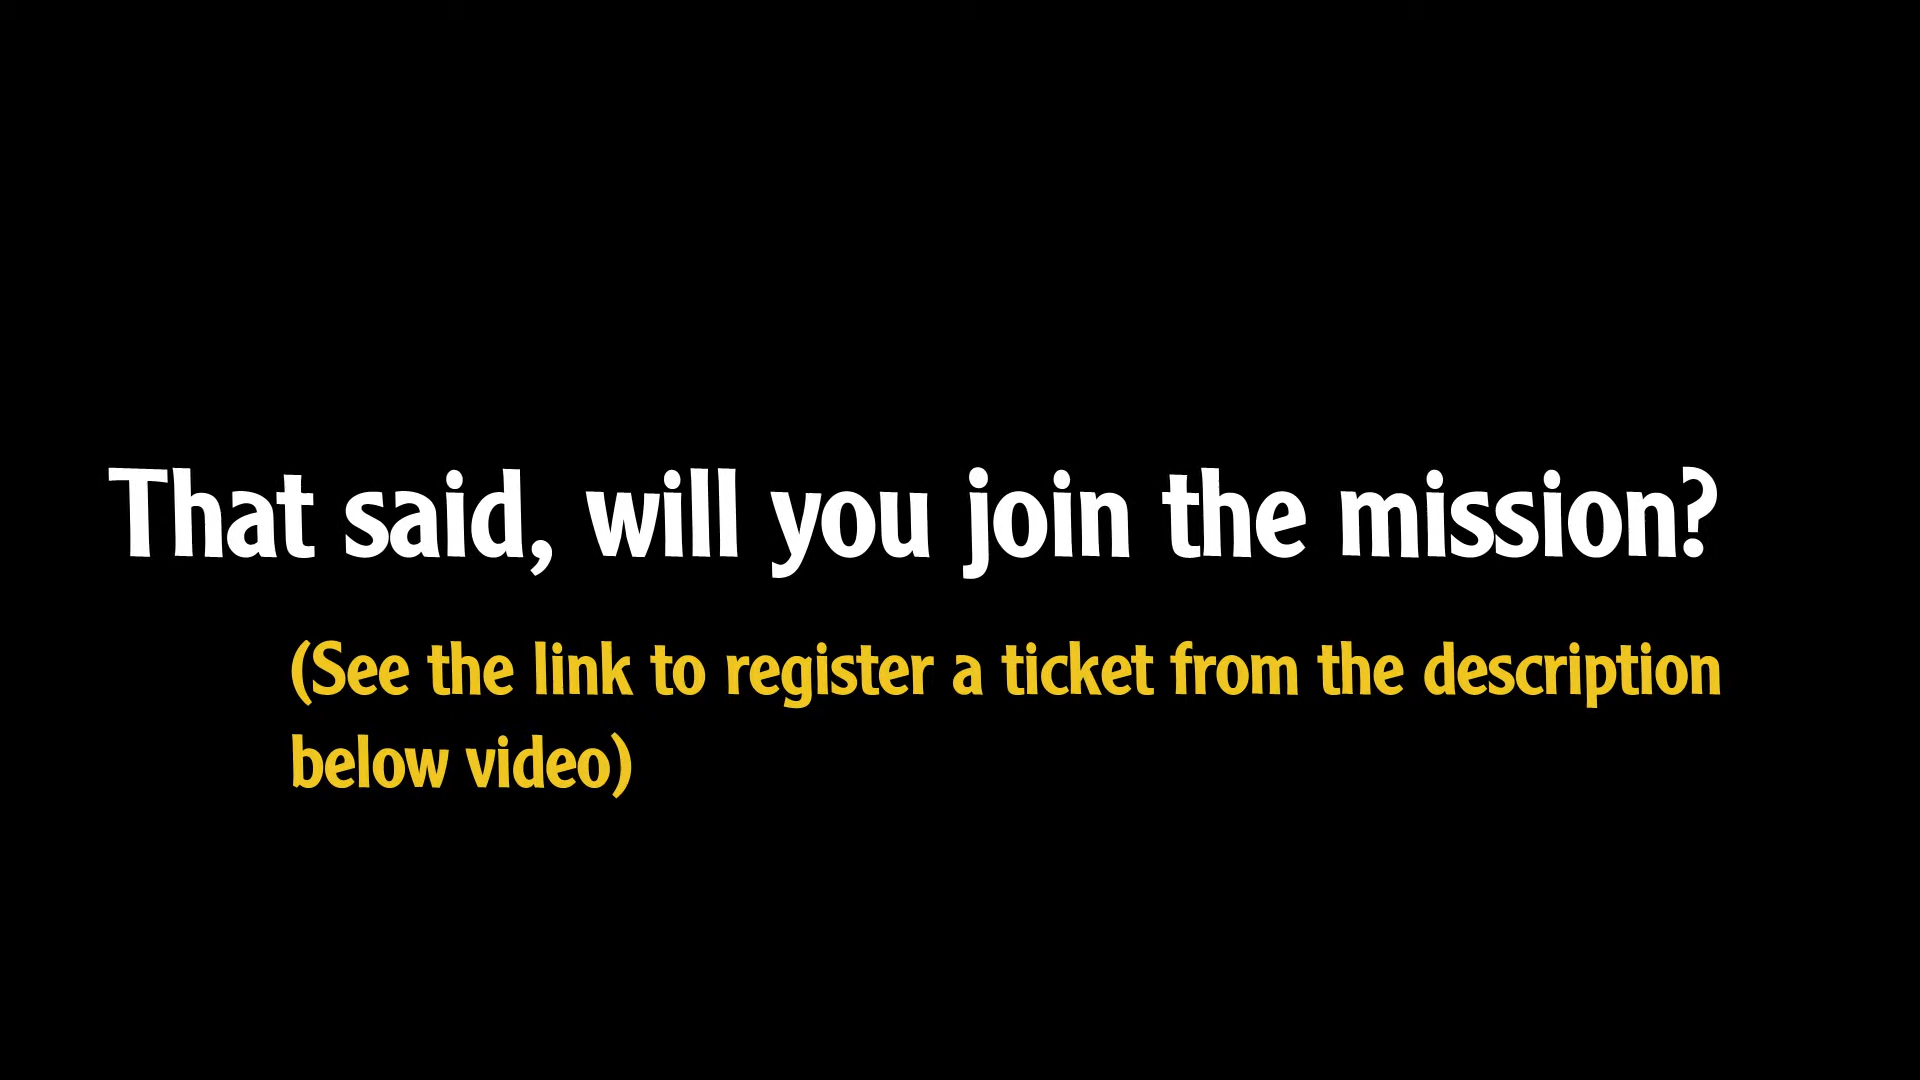 That said, will you join the mission?
(See the link to register a ticket from the description
below video)